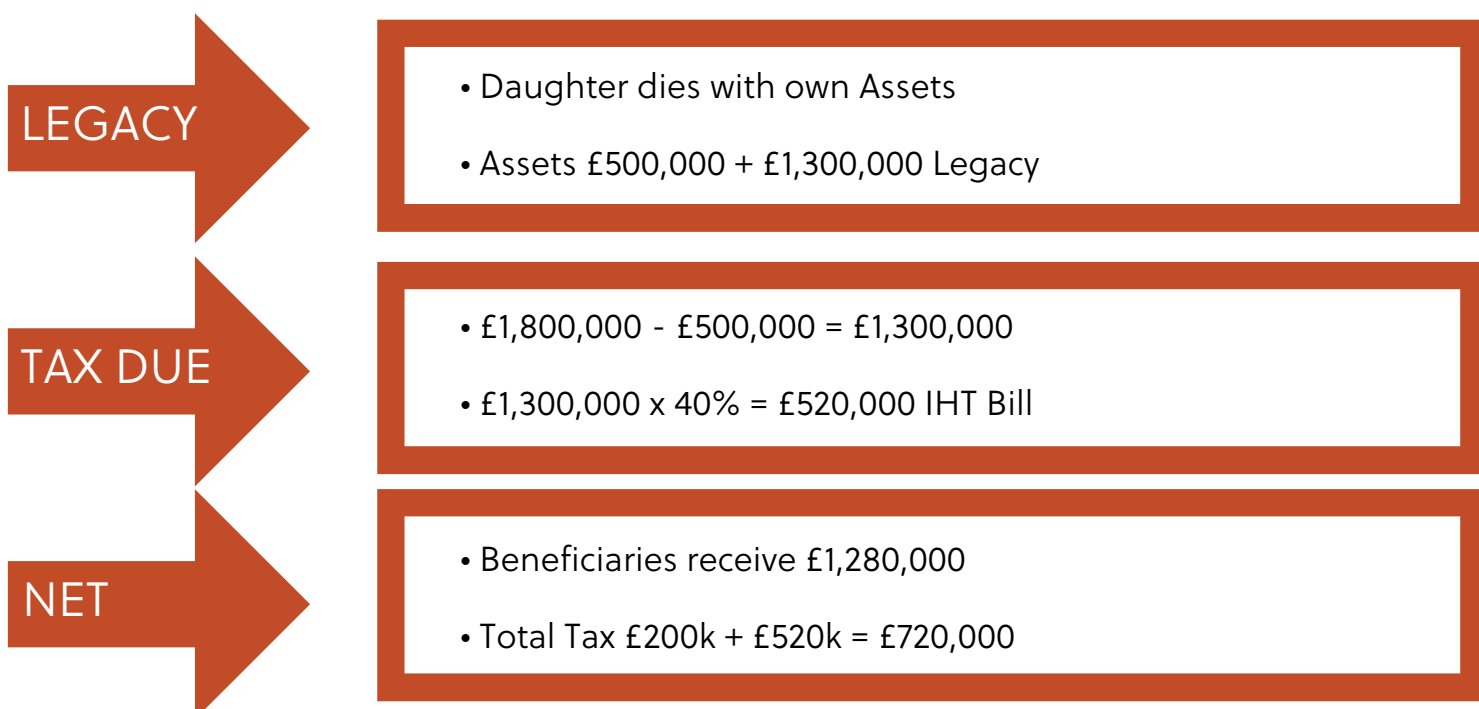 LEGACY
• Daughter dies with own Assets
• Assets £500,000 + £1,300,000 Legacy
TAX DUE
• £1,800,000 - £500,000 = £1,300,000
• £1,300,000 x 40% = £520,000 IHT Bill
NET
• Beneficiaries receive £1,280,000
• Total Tax £200k + £520k = £720,000